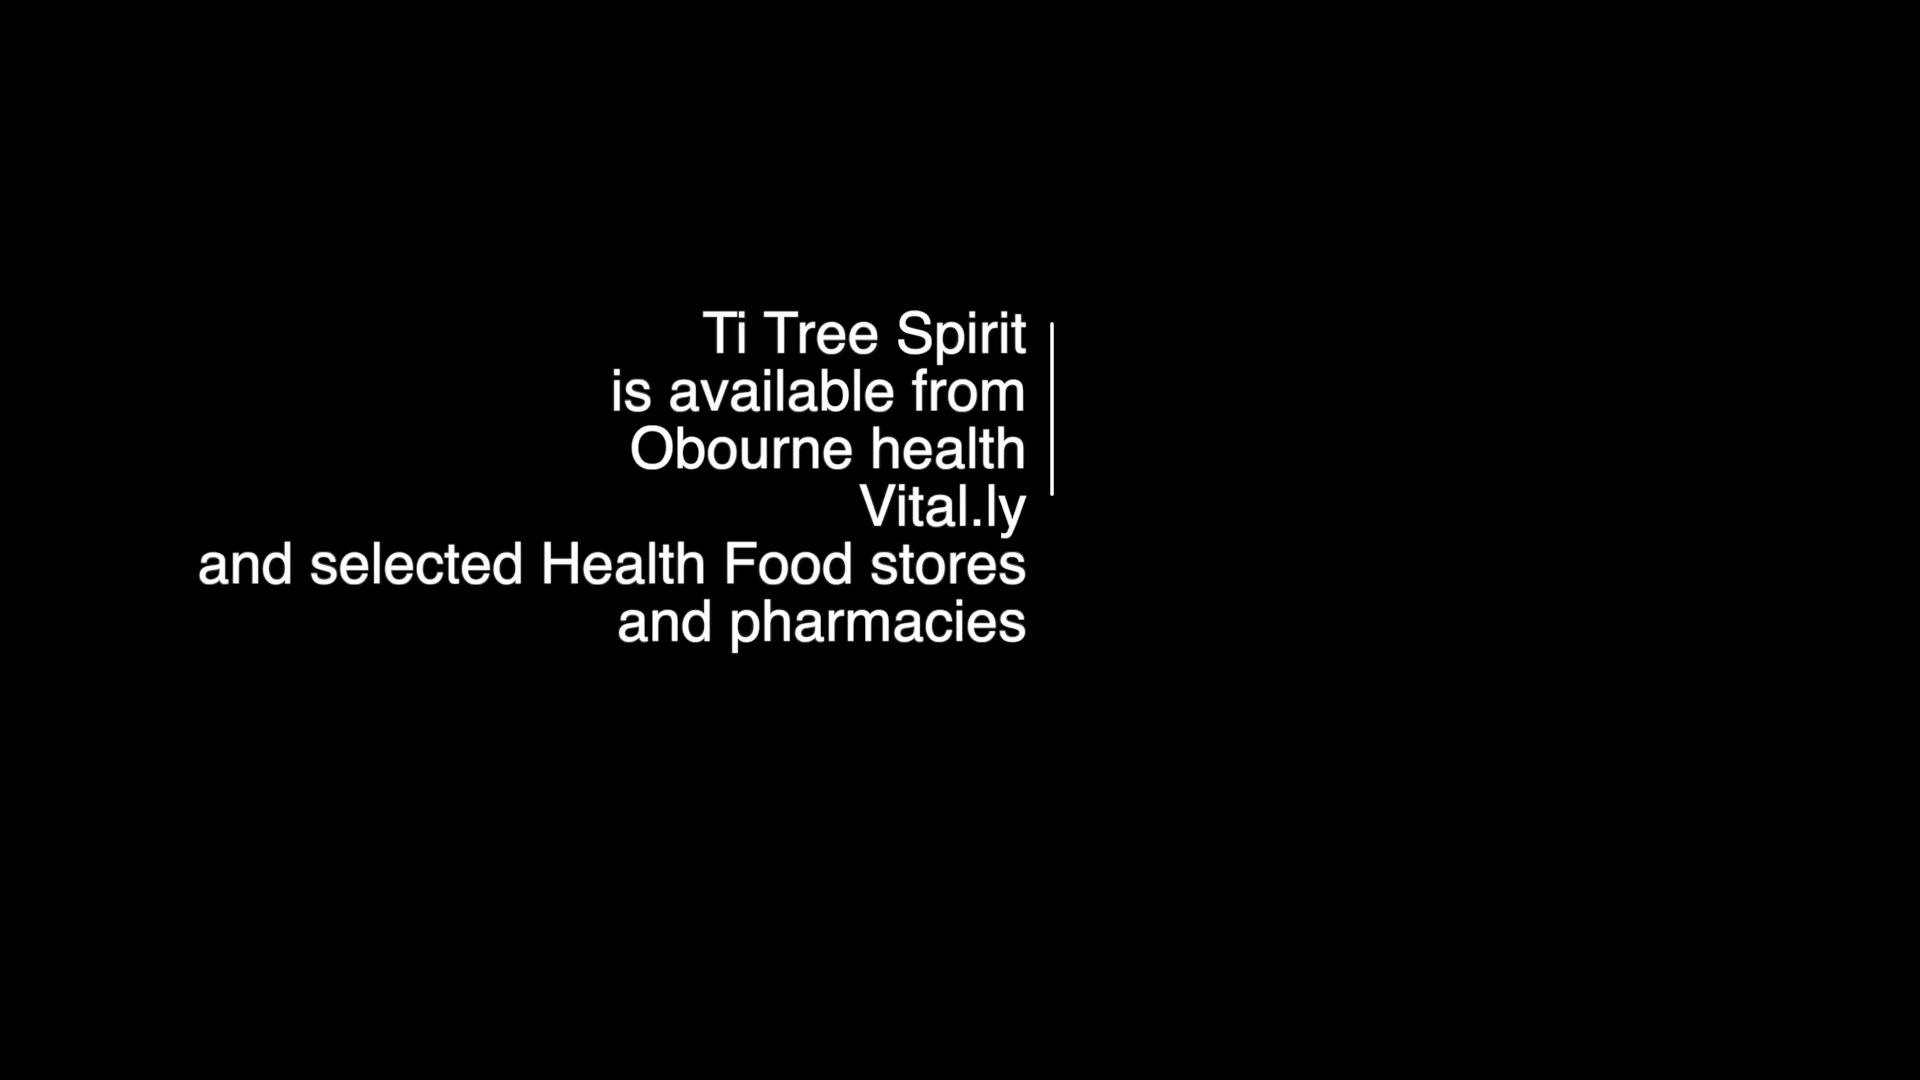 Ti Tree Spirit
is available from
Obourne health
Vital.ly
and selected Health Food stores
and pharmacies